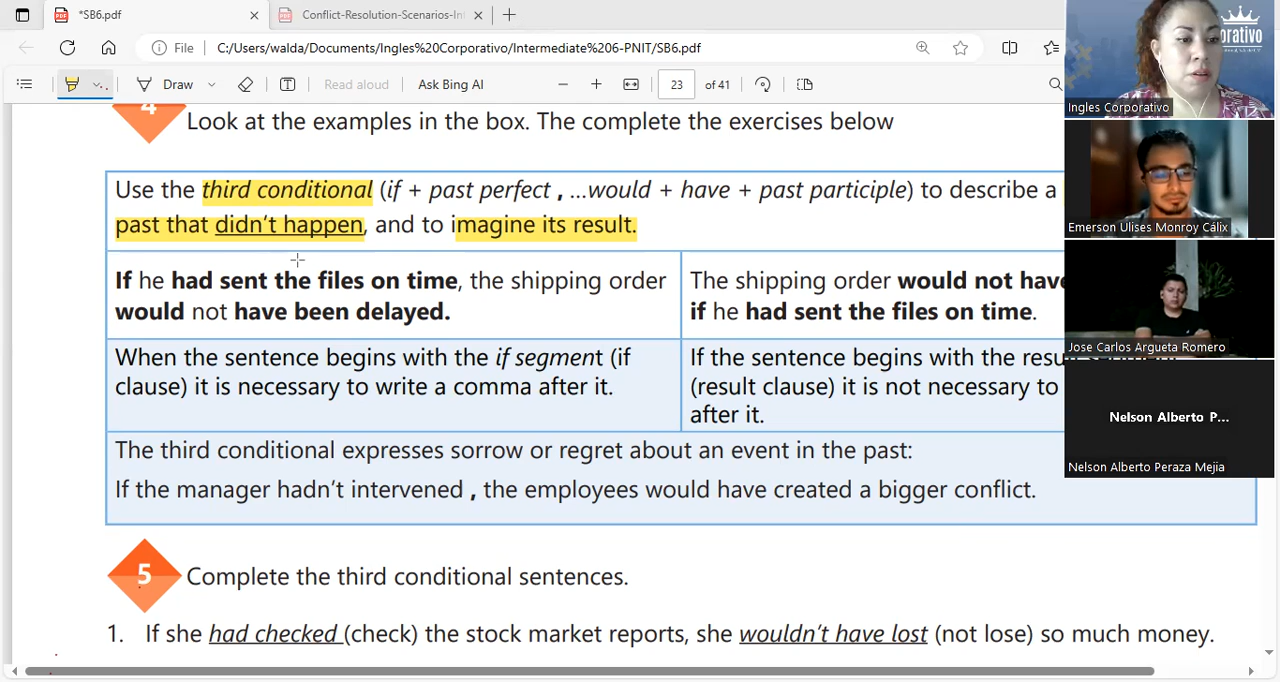 *SB6.pdf
Conflict-Resolution-Scenarios-In
File C:/Users/walda/Documents/Ingles%20Corporativo/Intermediate%206-PNIT/SB6.pdf
Draw Read aloud Ask Bing AI 23 of 41
orativo
Ingles Corporativo
Emerson Ulises Monroy Cálix
Jose Carlos Argueta Romero
Nelson Alberto P...
Nelson Alberto Peraza Mejia
4
Look at the examples in the box. The complete the exercises below
Use the third conditional (if + past perfect , ...would + have + past participle) to describe a
past that didn't happen, and to imagine its result.
If he had sent the files on time, the shipping order
would not have been delayed.
The shipping order would not have
if he had sent the files on time.
When the sentence begins with the if segment (if
clause) it is necessary to write a comma after it.
If the sentence begins with the resu
(result clause) it is not necessary to
after it.
The third conditional expresses sorrow or regret about an event in the past:
If the manager hadn't intervened , the employees would have created a bigger conflict.
5
Complete the third conditional sentences.
1. If she had checked (check) the stock market reports, she wouldn't have lost (not lose) so much money.